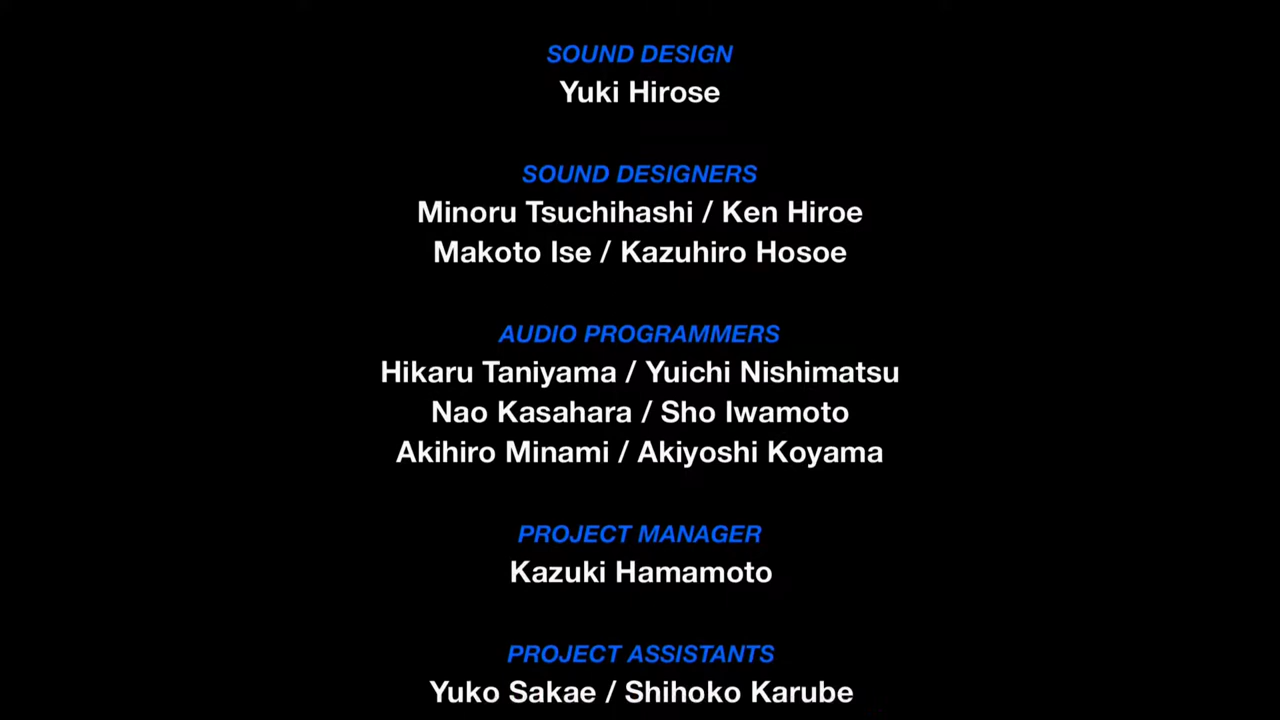 SOUND DESIGN
Yuki Hirose
SOUND DESIGNERS
Minoru Tsuchihashi / Ken Hiroe
Makoto Ise / Kazuhiro Hosoe
AUDIO PROGRAMMERS
Hikaru Taniyama / Yuichi Nishimatsu
Nao Kasahara / Sho Iwamoto
Akihiro Minami / Akiyoshi Koyama
PROJECT MANAGER
Kazuki Hamamoto
PROJECT ASSISTANTS
Yuko Sakae / Shihoko Karube